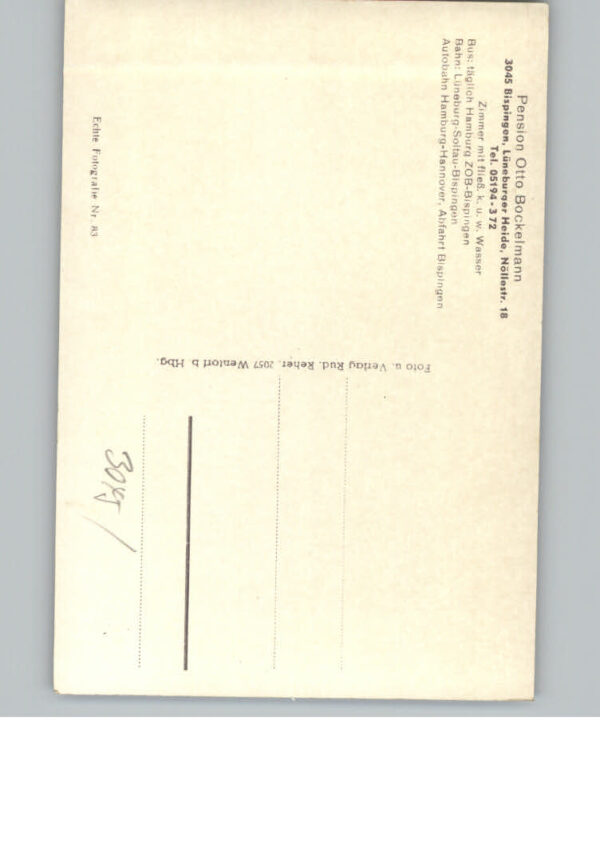 Pension Otto Bockelmann
3045 Bispingen, Lüneburger Heide, Nöllestr. 18
Tel. 05194-372
Zimmer mit fließ. k. u. w. Wasser
Bus: täglich Hamburg ZOB-Bispingen
Bahn: Lüneburg-Soltau-Bispingen
Autobahn Hamburg-Hannover, Abfahrt Bispingen
Echte Fotografie Nr. 83
Foto u. Verlag Rud. Reher, 2057 Wentorf b. Hbg.
3045